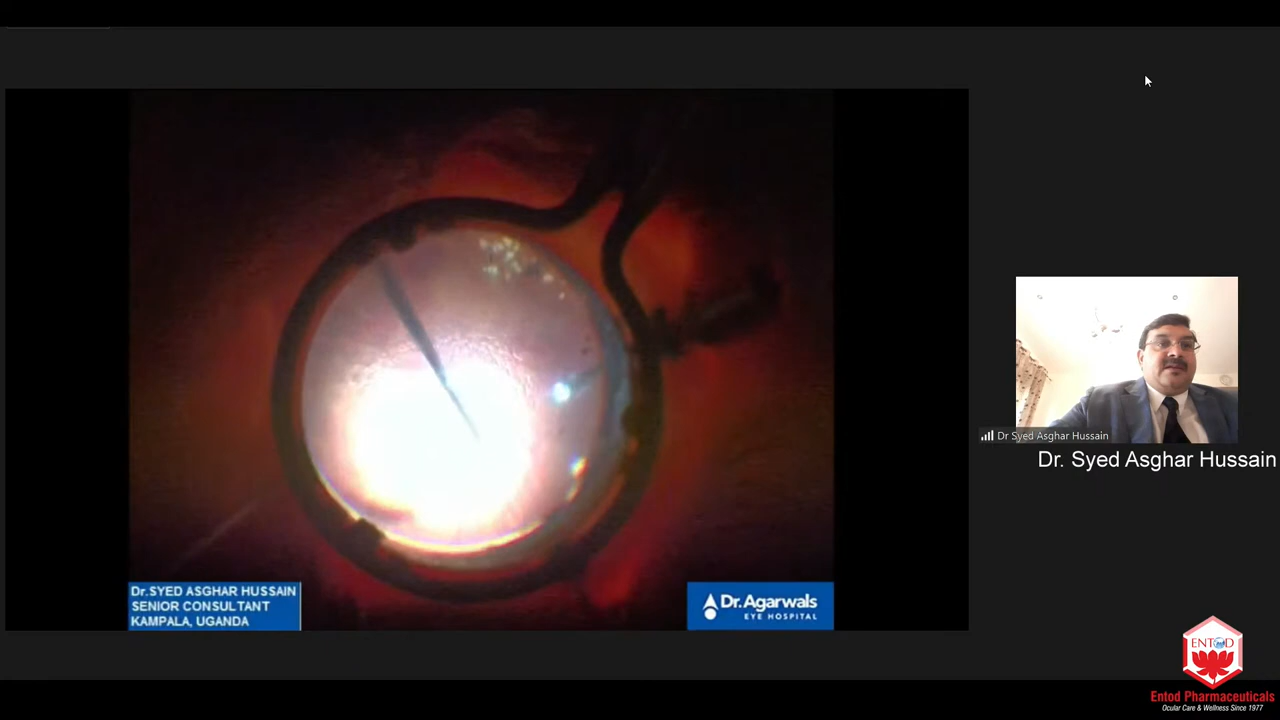 Dr.SYED ASGHAR HUSSAIN
SENIOR CONSULTANT
KAMPALA, UGANDA
Dr.Agarwals
EYE HOSPITAL
Dr Syed Asghar Hussain
Dr. Syed Asghar Hussain
ENTOD
Entod Pharmaceuticals
Ocular Care & Wellness Since 1977